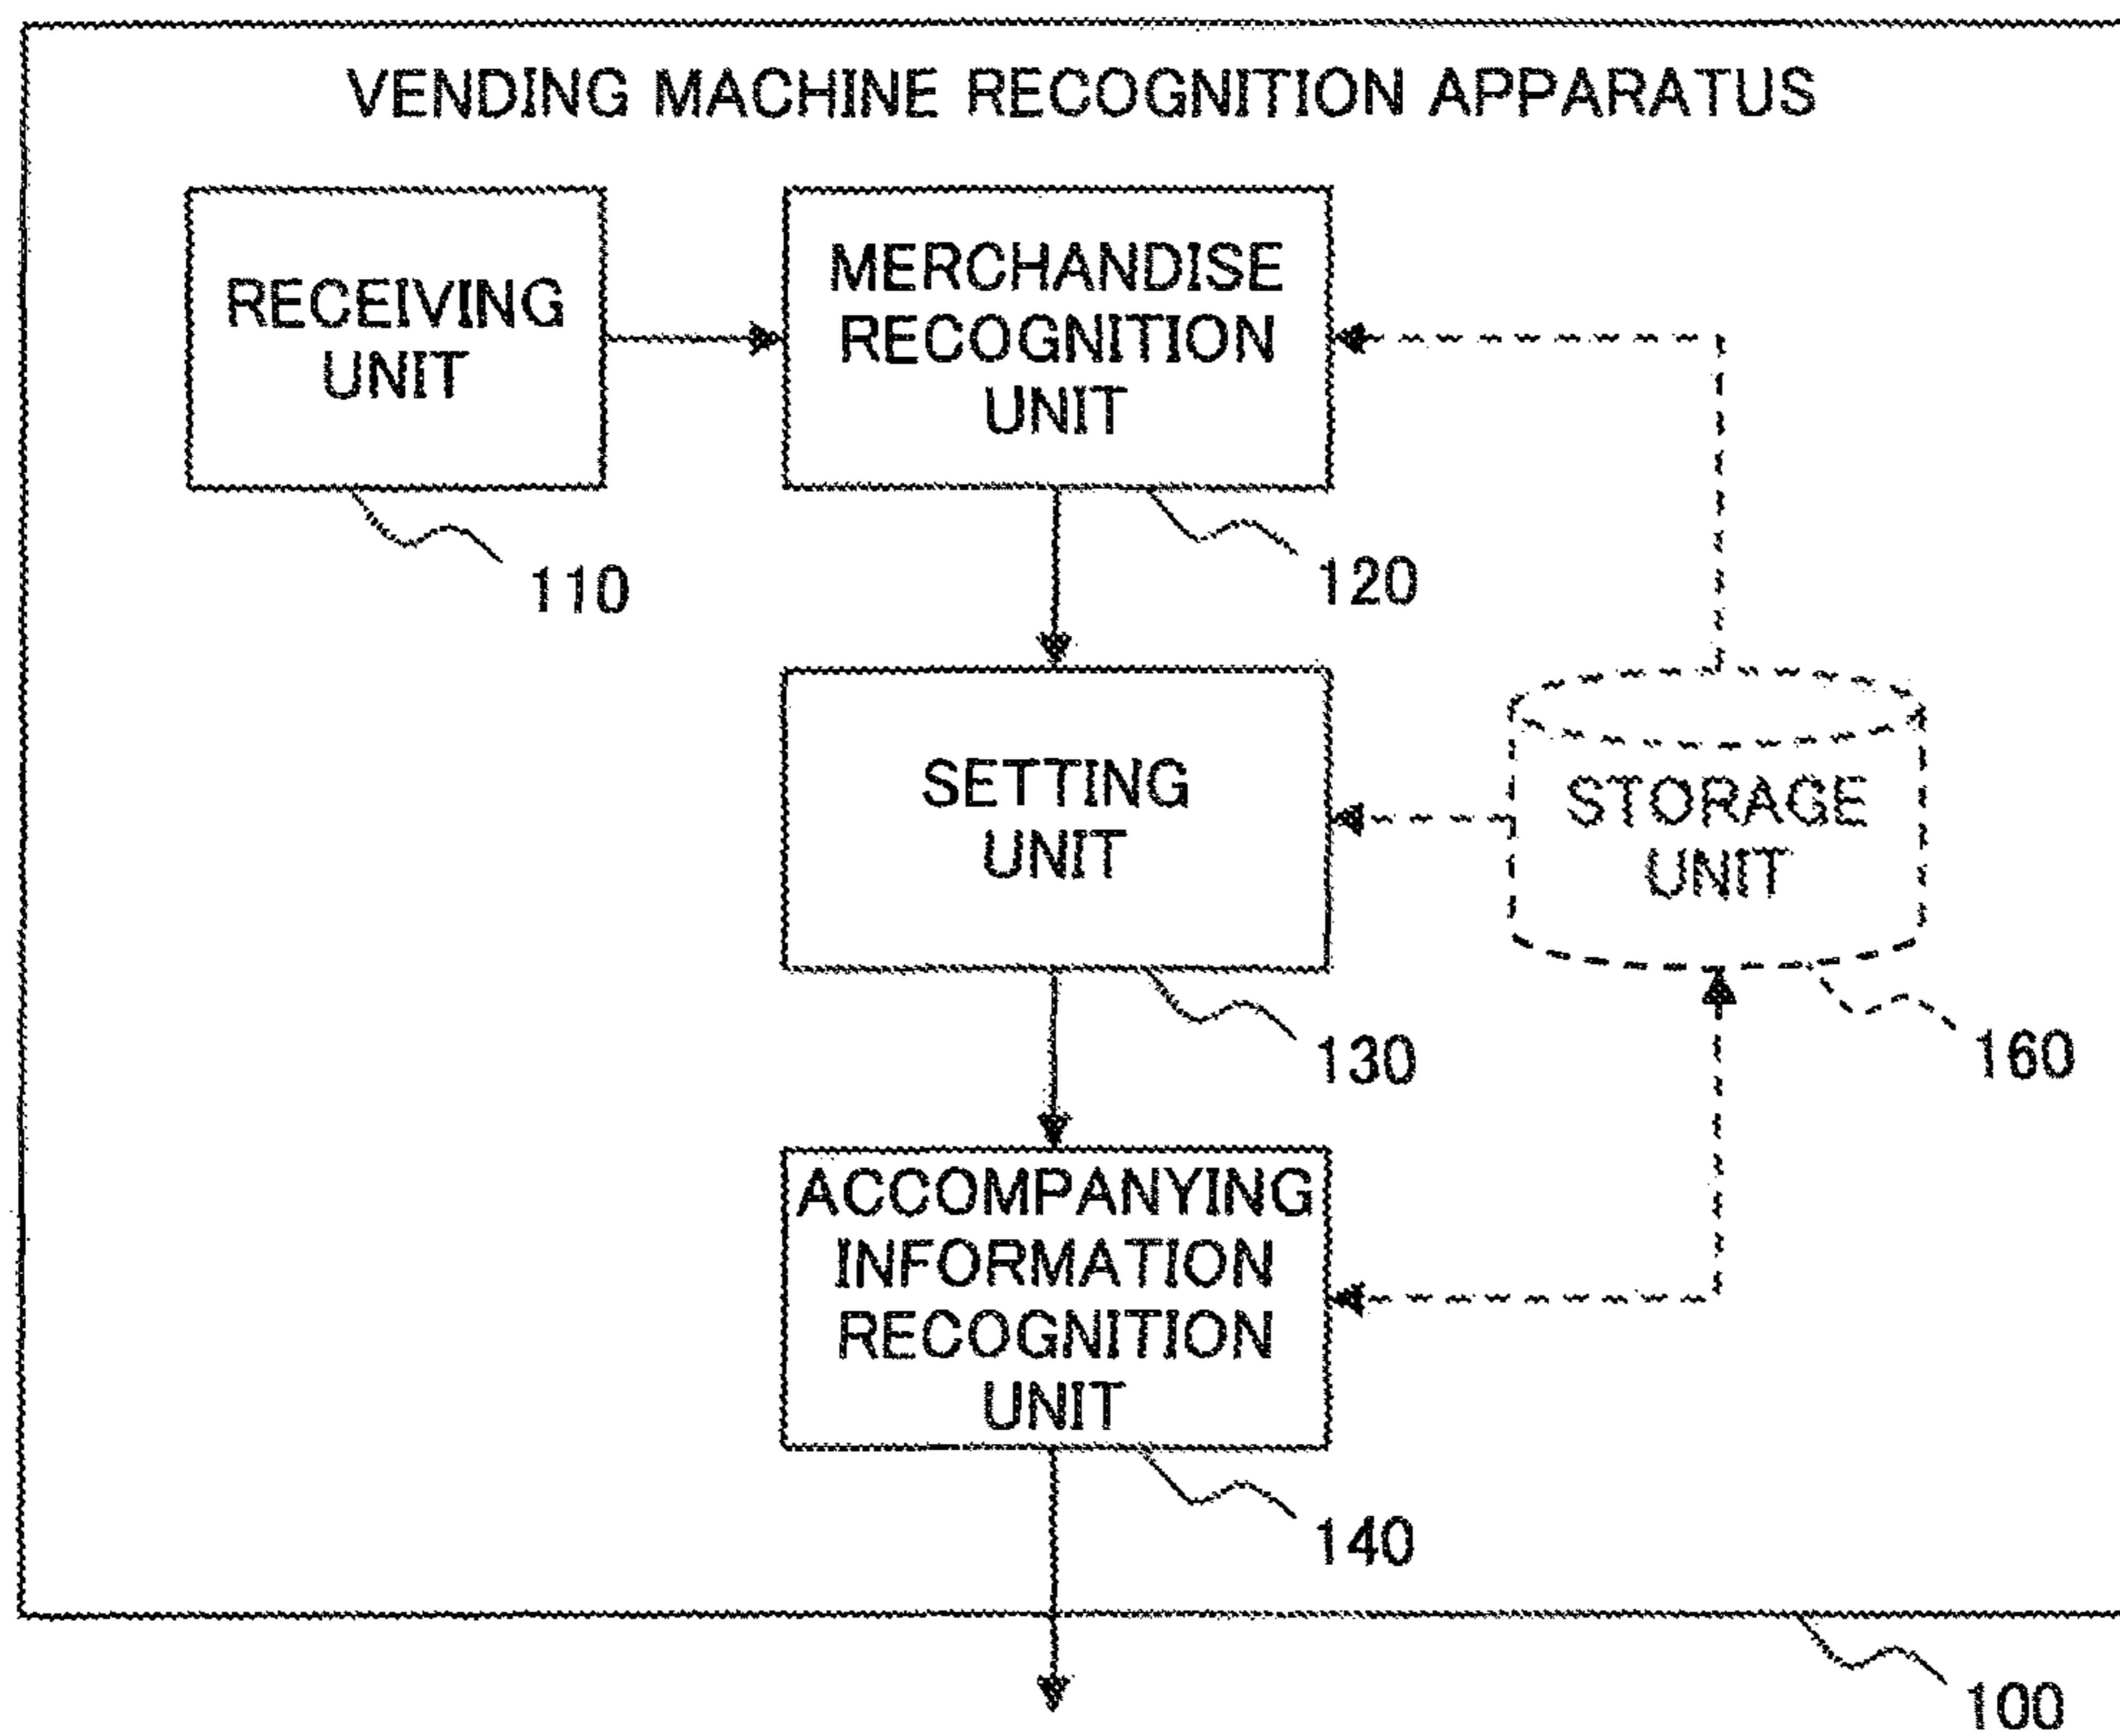 VENDING MACHINE RECOGNITION APPARATUS
RECEIVING
UNIT
110
MERCHANDISE
RECOGNITION
UNIT
120
SETTING
UNIT
130
STORAGE
UNIT
160
ACCOMPANYING
INFORMATION
RECOGNITION
UNIT
140
100